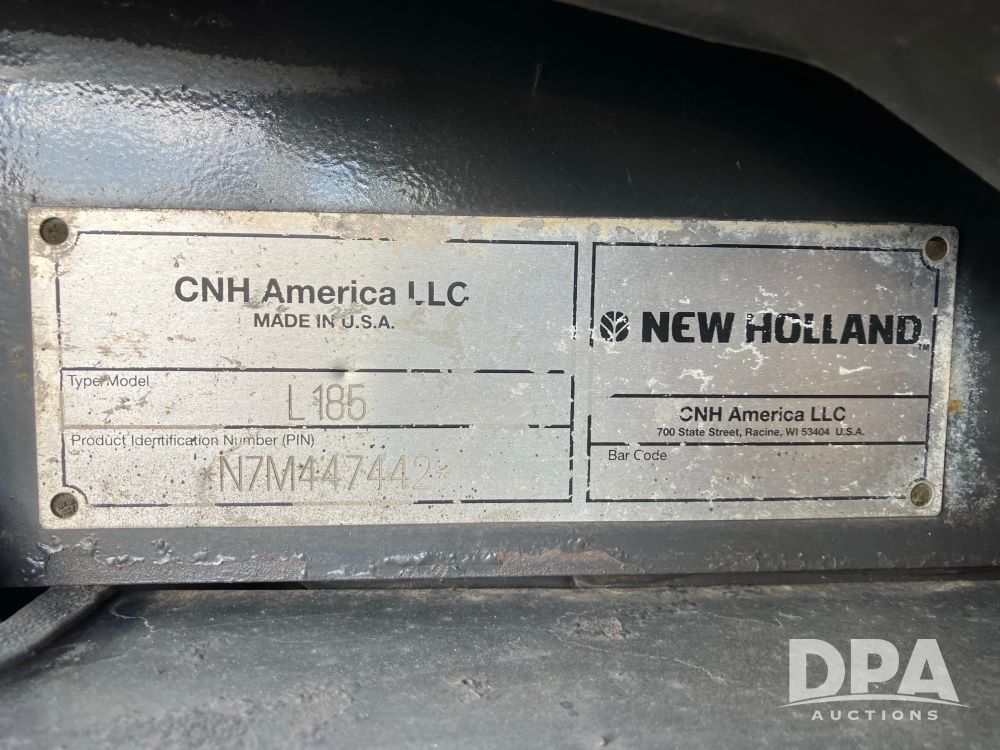 CNH America LLC
MADE IN U.S.A.
Type/Model
L185
Product Identification Number (PIN)
*N7M447442*
NEW HOLLAND™
CNH America LLC
700 State Street, Racine, WI 53404 U.S.A.
Bar Code
DPA
AUCTIONS